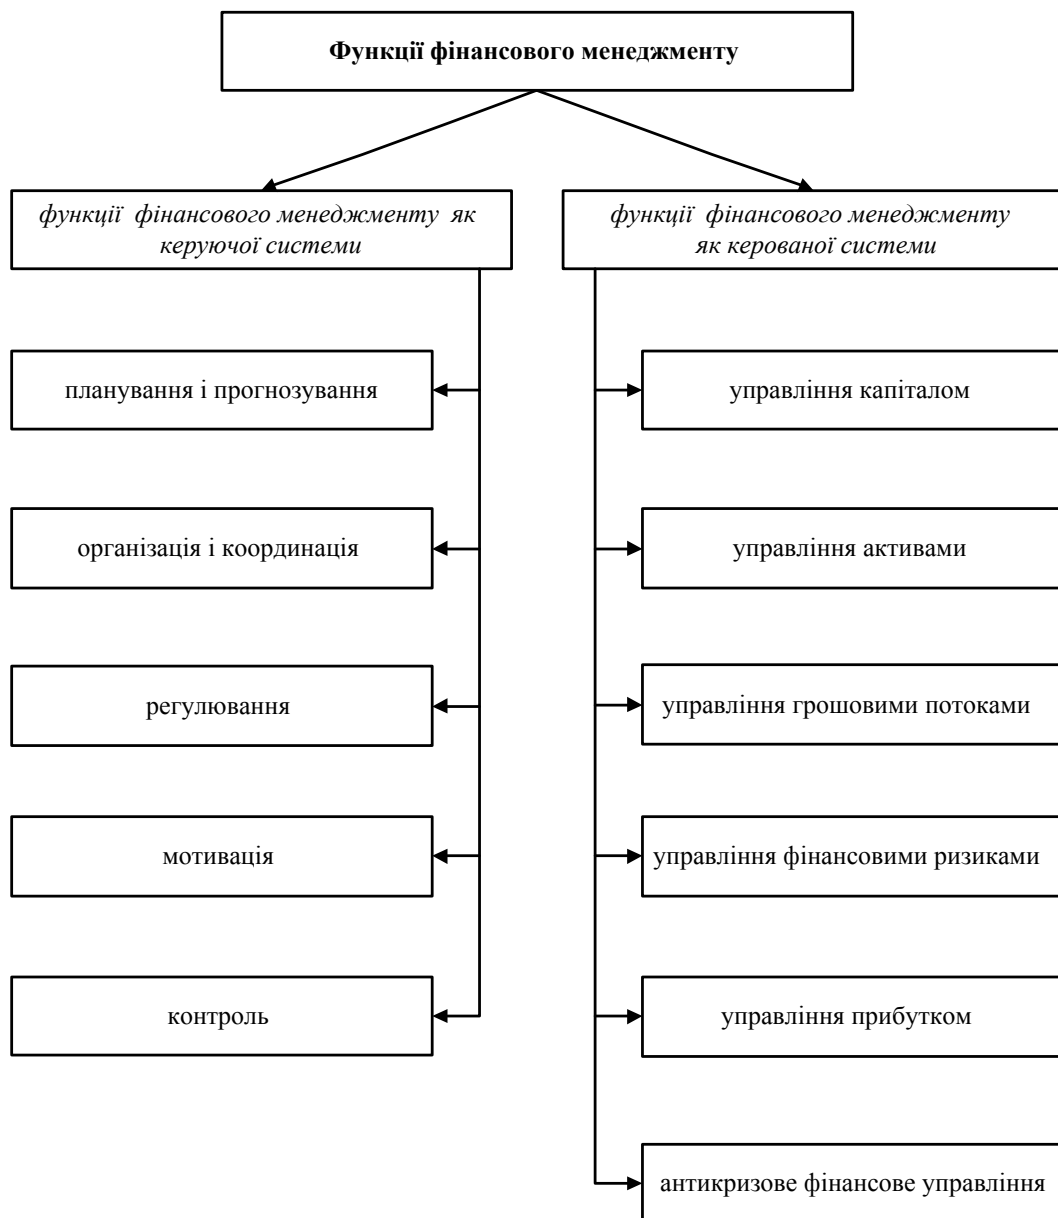 Функції фінансового менеджменту
функції фінансового менеджменту як
керуючої системи
функції фінансового менеджменту
як керованої системи
планування і прогнозування
організація і координація
регулювання
мотивація
контроль
управління капіталом
управління активами
управління грошовими потоками
управління фінансовими ризиками
управління прибутком
антикризове фінансове управління